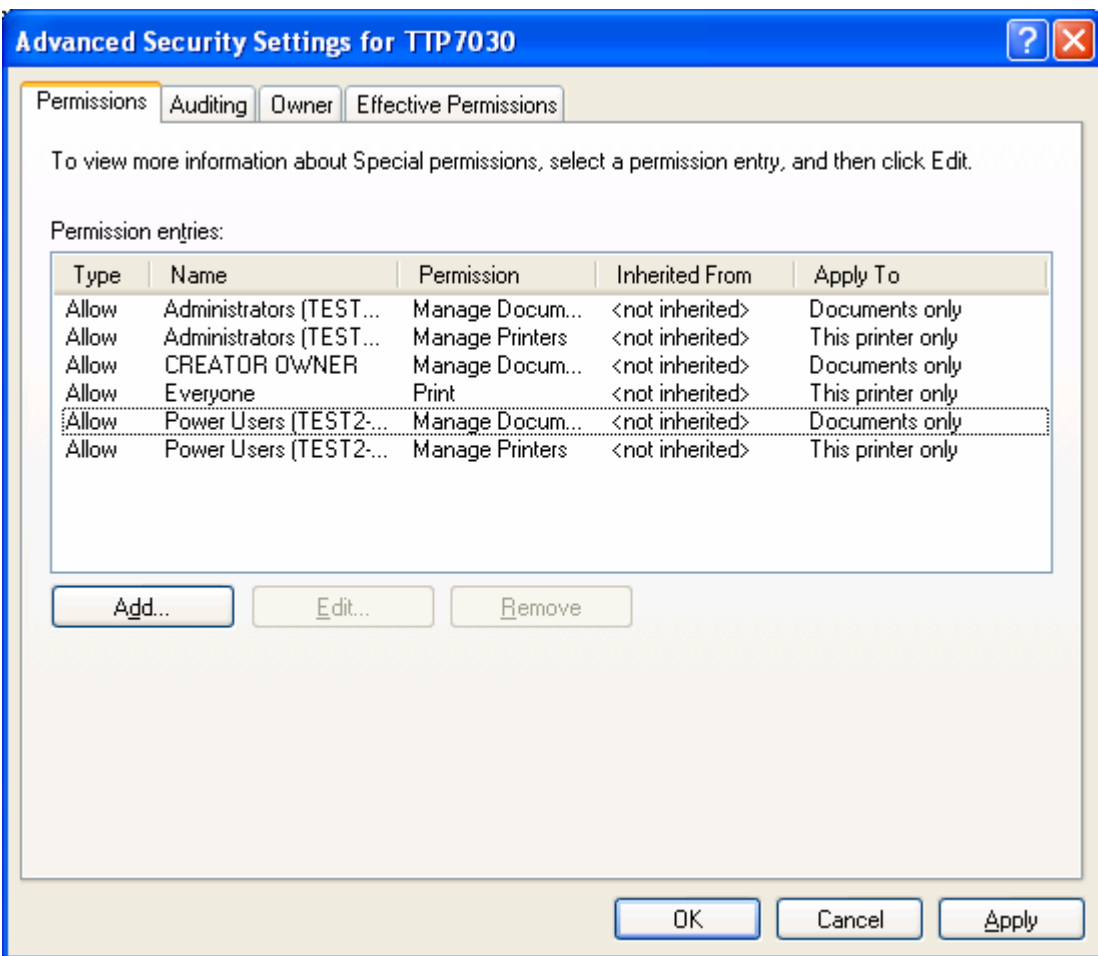 Advanced Security Settings for TTP7030
Permissions Auditing Owner Effective Permissions
To view more information about Special permissions, select a permission entry, and then click Edit.
Permission entries:
Type Name Permission Inherited From Apply To
Allow Administrators (TEST... Manage Docum... <not inherited> Documents only
Allow Administrators (TEST... Manage Printers <not inherited> This printer only
Allow CREATOR OWNER Manage Docum... <not inherited> Documents only
Allow Everyone Print <not inherited> This printer only
Allow Power Users (TEST2-... Manage Docum... <not inherited> Documents only
Allow Power Users (TEST2-... Manage Printers <not inherited> This printer only
Add... Edit... Remove
OK Cancel Apply